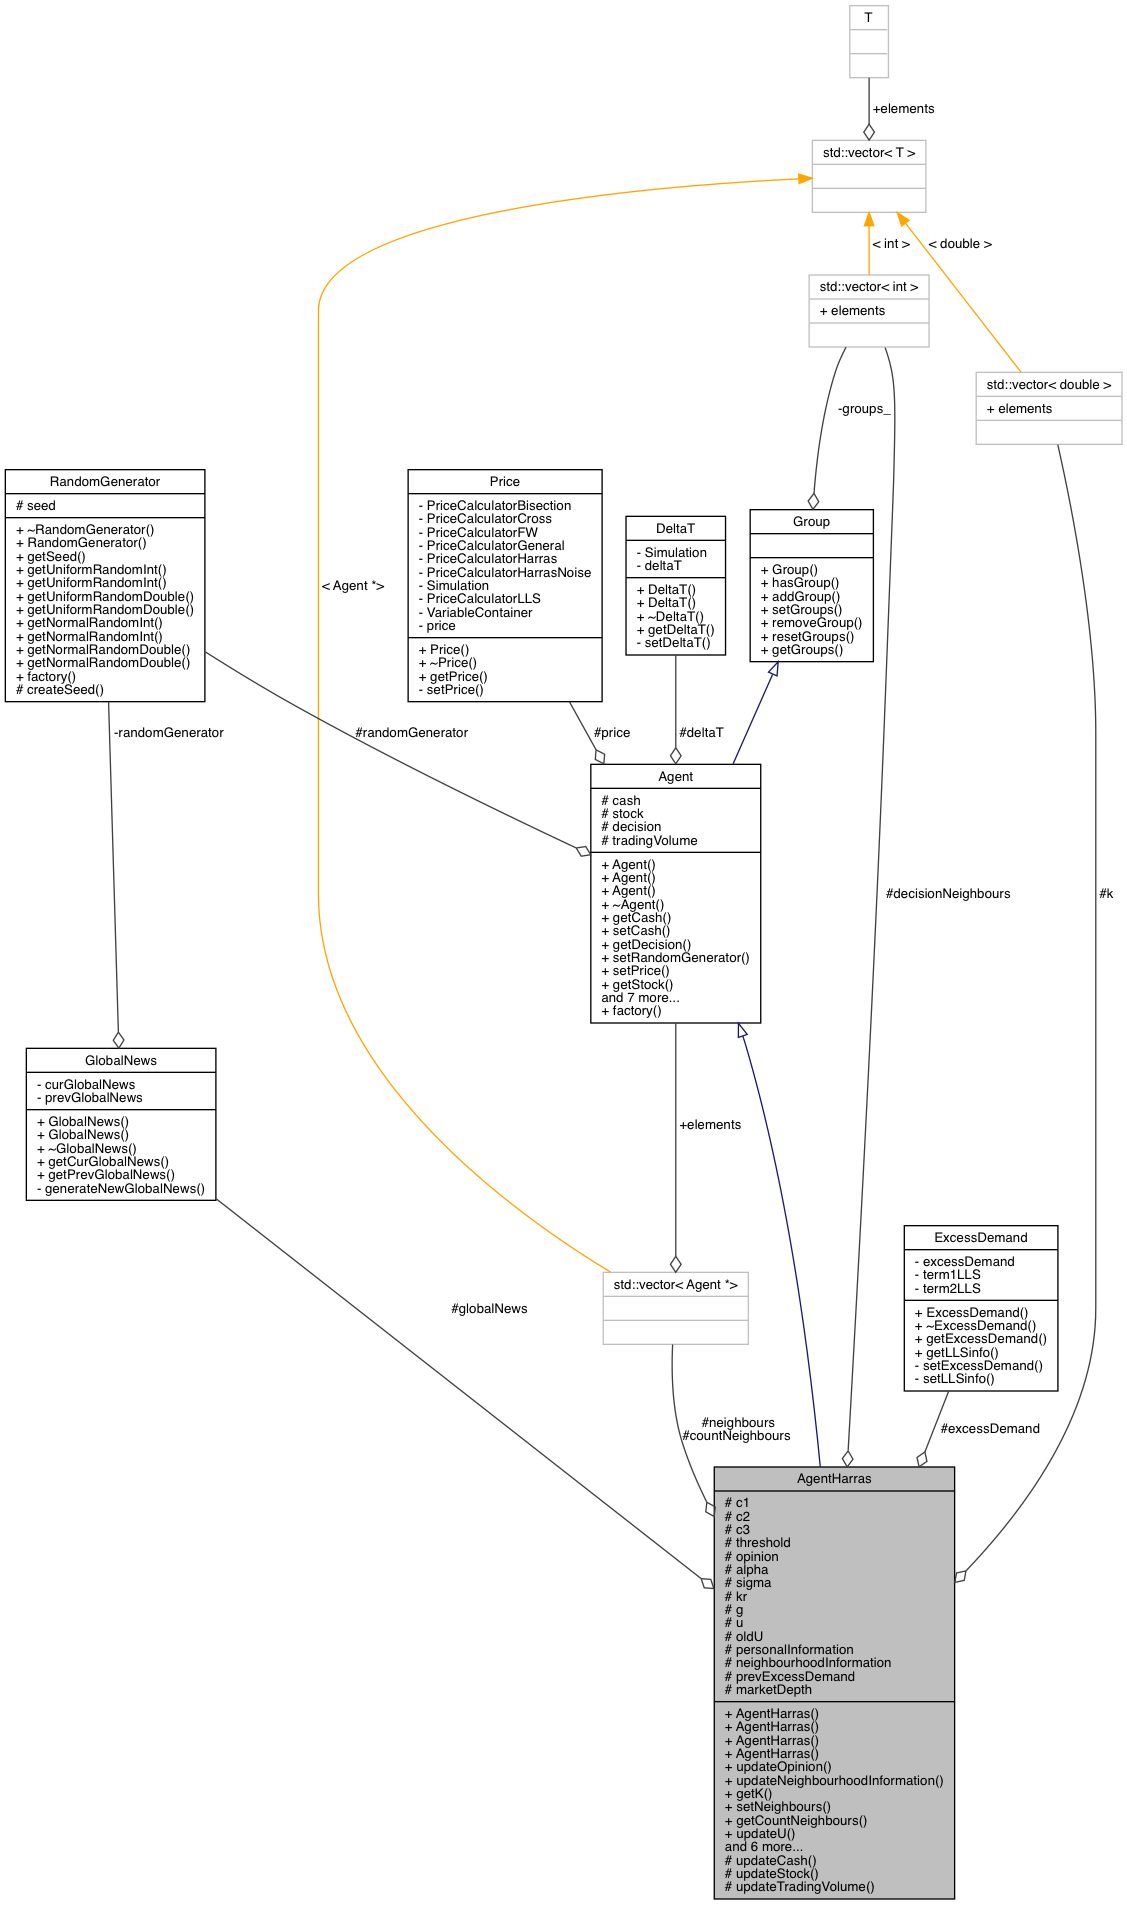 T
+elements
std::vector< T >
< int >
< double >
std::vector< int >
+ elements
std::vector< double >
+ elements
-groups_
RandomGenerator
# seed
+ ~RandomGenerator()
+ RandomGenerator()
+ getSeed()
+ getUniformRandomInt()
+ getUniformRandomInt()
+ getUniformRandomDouble()
+ getUniformRandomDouble()
+ getNormalRandomInt()
+ getNormalRandomInt()
+ getNormalRandomDouble()
+ getNormalRandomDouble()
+ factory()
# createSeed()
< Agent *>
Price
- PriceCalculatorBisection
- PriceCalculatorCross
- PriceCalculatorFW
- PriceCalculatorGeneral
- PriceCalculatorHarras
- PriceCalculatorHarrasNoise
- Simulation
- PriceCalculatorLLS
- VariableContainer
- price
+ Price()
+ ~Price()
+ getPrice()
- setPrice()
DeltaT
- Simulation
- deltaT
+ DeltaT()
+ DeltaT()
+ ~DeltaT()
+ getDeltaT()
- setDeltaT()
Group
+ Group()
+ hasGroup()
+ addGroup()
+ setGroups()
+ removeGroup()
+ resetGroups()
+ getGroups()
-randomGenerator
#randomGenerator
#price
#deltaT
Agent
# cash
# stock
# decision
# tradingVolume
+ Agent()
+ Agent()
+ Agent()
+ ~Agent()
+ getCash()
+ setCash()
+ getDecision()
+ setRandomGenerator()
+ setPrice()
+ getStock()
and 7 more...
+ factory()
#decisionNeighbours
#k
GlobalNews
- curGlobalNews
- prevGlobalNews
+ GlobalNews()
+ GlobalNews()
+ ~GlobalNews()
+ getCurGlobalNews()
+ getPrevGlobalNews()
- generateNewGlobalNews()
+elements
std::vector< Agent *>
#globalNews
ExcessDemand
- excessDemand
- term1LLS
- term2LLS
+ ExcessDemand()
+ ~ExcessDemand()
+ getExcessDemand()
+ getLLSinfo()
- setExcessDemand()
- setLLSinfo()
#neighbours
#countNeighbours
#excessDemand
AgentHarras
# c1
# c2
# c3
# threshold
# opinion
# alpha
# sigma
# kr
# g
# u
# oldU
# personalInformation
# neighbourhoodInformation
# prevExcessDemand
# marketDepth
+ AgentHarras()
+ AgentHarras()
+ AgentHarras()
+ AgentHarras()
+ updateOpinion()
+ updateNeighbourhoodInformation()
+ getK()
+ setNeighbours()
+ getCountNeighbours()
+ updateU()
and 6 more...
# updateCash()
# updateStock()
# updateTradingVolume()